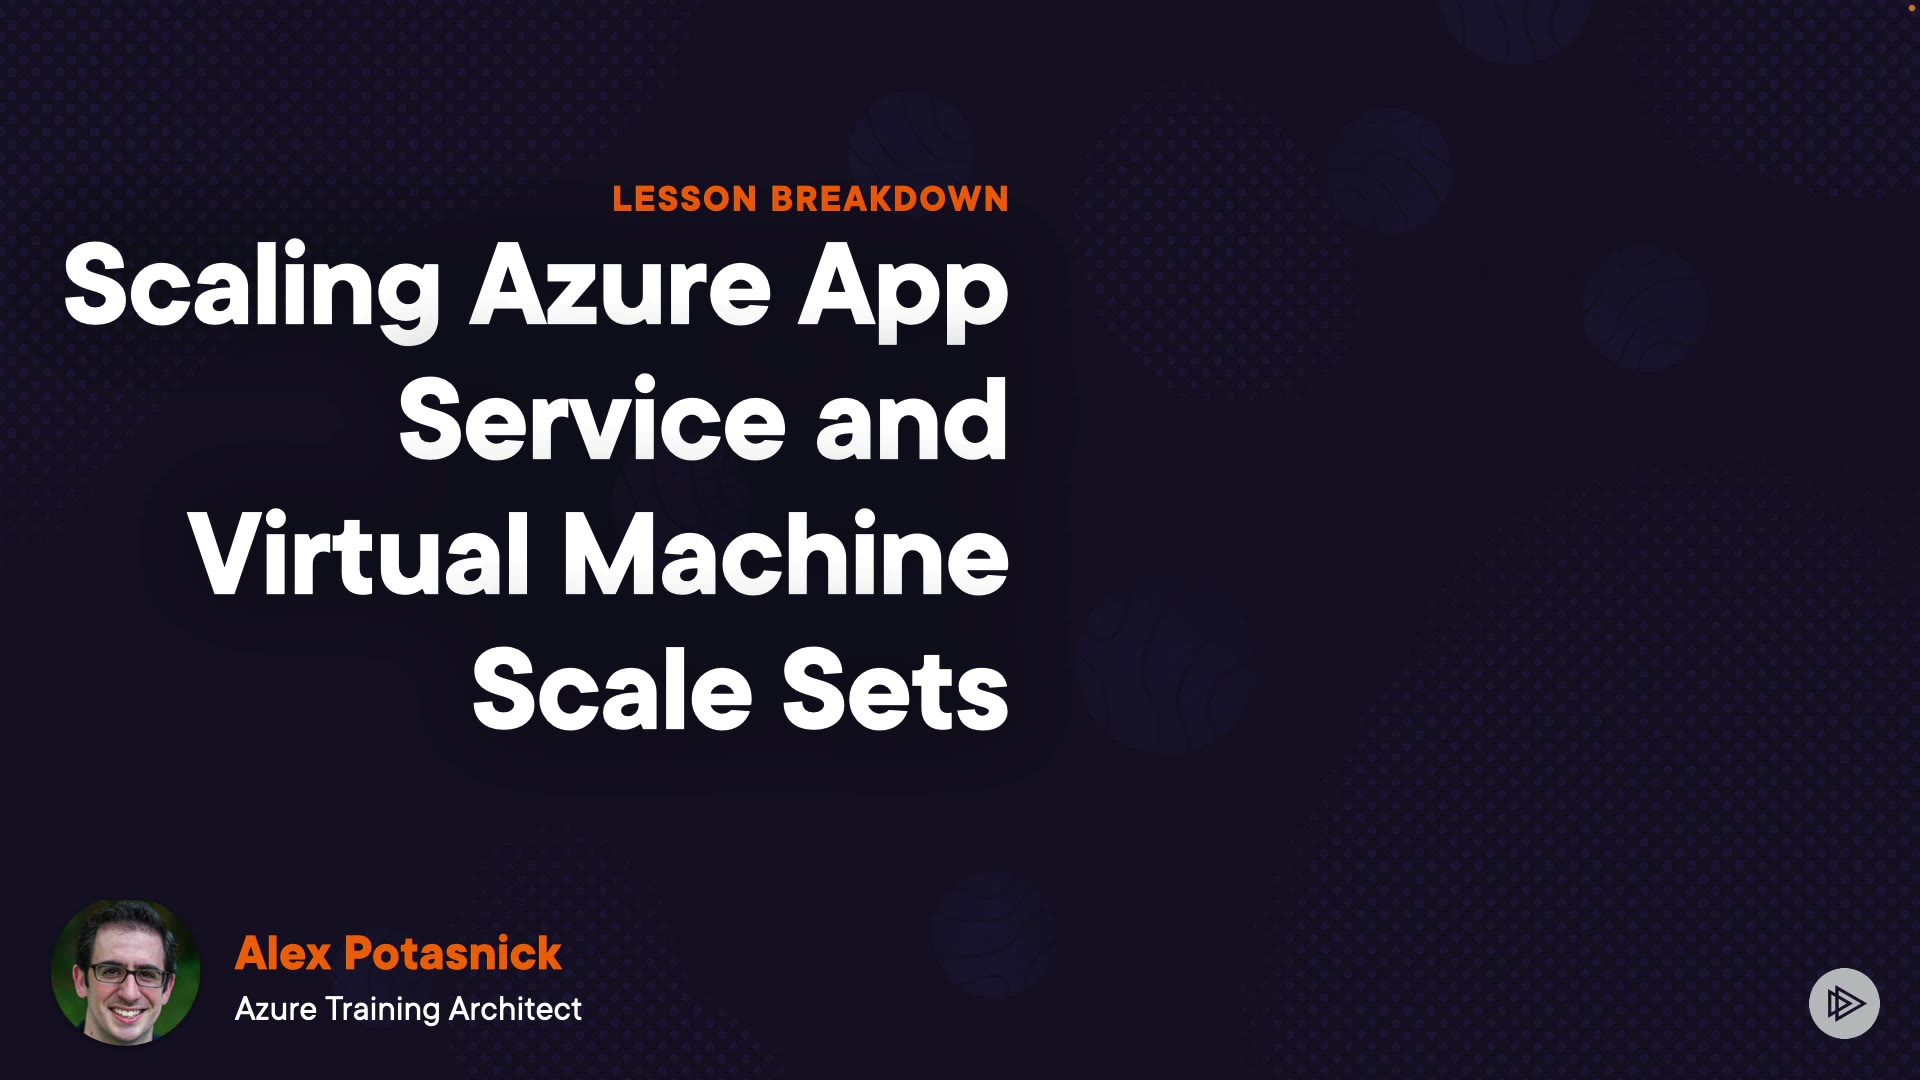 LESSON BREAKDOWN
Scaling Azure App
Service and
Virtual Machine
Scale Sets
Alex Potasnick
Azure Training Architect